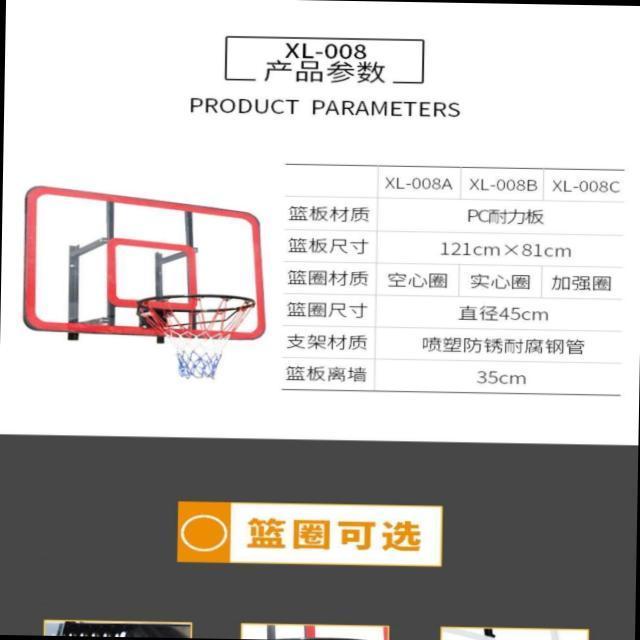 XL-008
产品参数
PRODUCT PARAMETERS
XL-008A XL-008B XL-008C
篮板材质 PC耐力板
篮板尺寸 121cm×81cm
篮圈材质 空心圈 实心圈 加强圈
篮圈尺寸 直径45cm
支架材质 喷塑防锈耐腐钢管
篮板离墙 35cm
篮圈可选